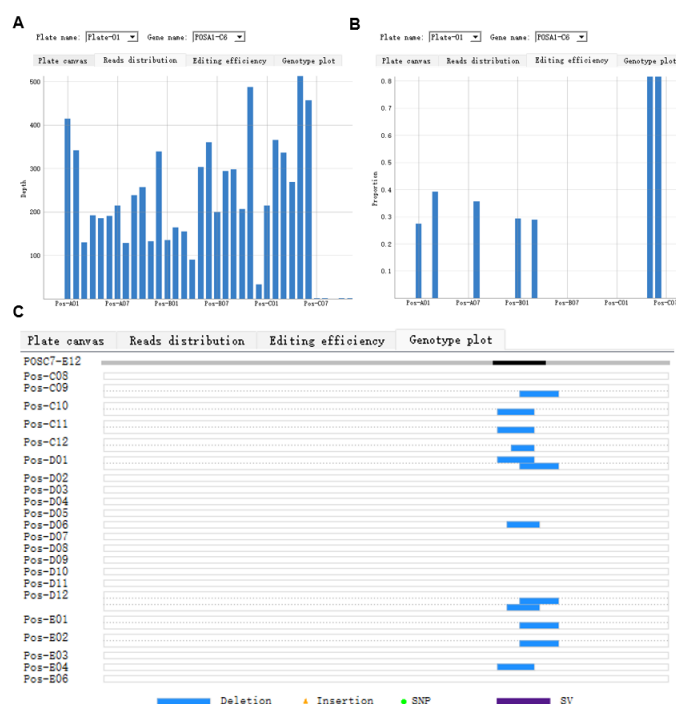 A
B
Plate name: Plate-01 Gene name: POSA1-C6
Plate name: Plate-01 Gene name: POSA1-C6
Plate canvas Reads distribution Editing efficiency Genotype plot
Plate canvas Reads distribution Editing efficiency Genotype plot
500
400
300
200
100
Depth
Pos-A01 Pos-A07 Pos-B01 Pos-B07 Pos-C01 Pos-C07
0.8
0.7
0.6
0.5
0.4
0.3
0.2
0.1
Proportion
Pos-A01 Pos-A07 Pos-B01 Pos-B07 Pos-C01 Pos-C07
C
Plate canvas Reads distribution Editing efficiency Genotype plot
POSC7-E12
Pos-C08
Pos-C09
Pos-C10
Pos-C11
Pos-C12
Pos-D01
Pos-D02
Pos-D03
Pos-D04
Pos-D05
Pos-D06
Pos-D07
Pos-D08
Pos-D09
Pos-D10
Pos-D11
Pos-D12
Pos-E01
Pos-E02
Pos-E03
Pos-E04
Pos-E06
Deletion Insertion SNP SV